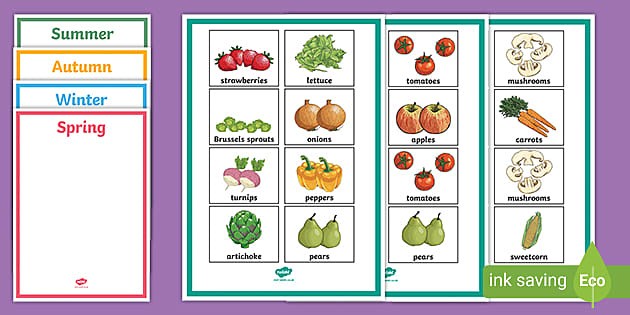 Summer
Autumn
Winter
Spring
strawberries
lettuce
Brussels sprouts
onions
turnips
peppers
artichoke
pears
tomatoes
apples
tomatoes
pears
mushrooms
carrots
mushrooms
sweetcorn
ink saving
Eco